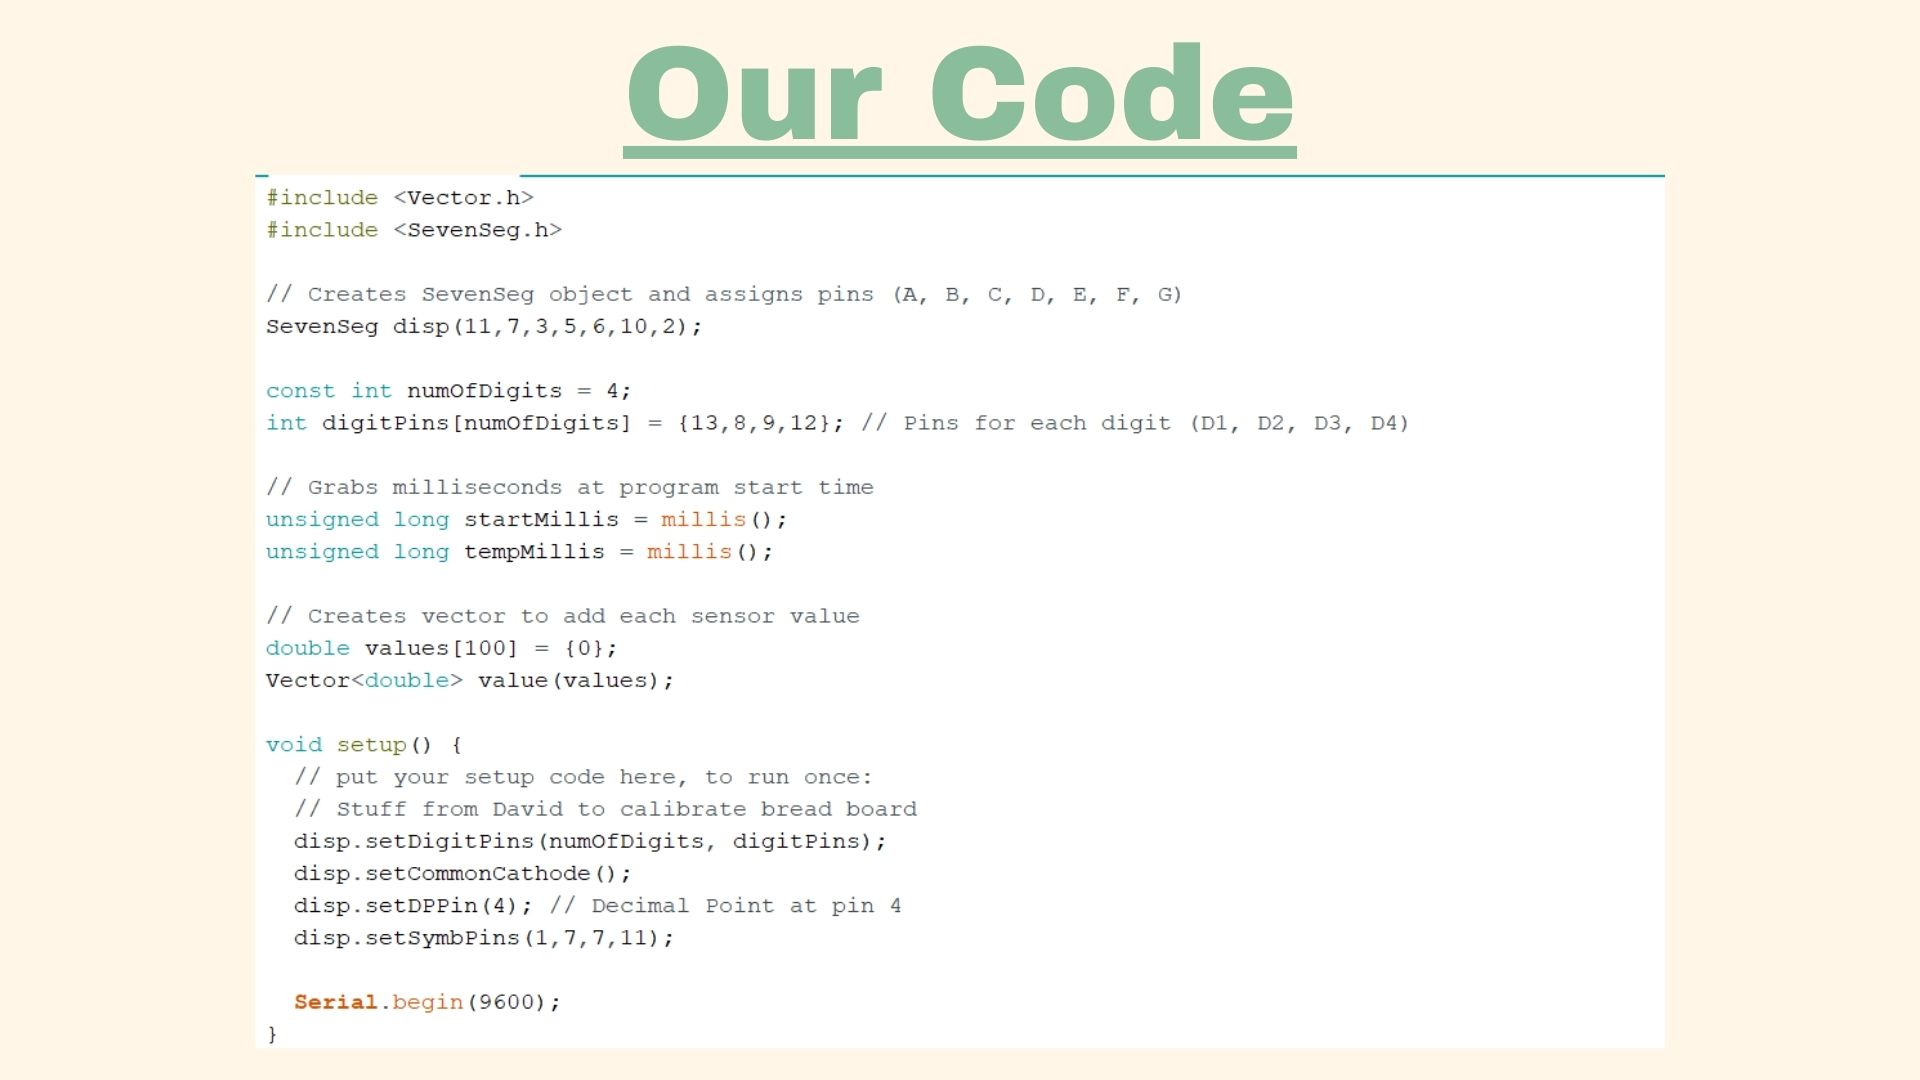 Our Code
#include <Vector.h>
#include <SevenSeg.h>
// Creates SevenSeg object and assigns pins (A, B, C, D, E, F, G)
SevenSeg disp(11,7,3,5,6,10,2);
const int numOfDigits = 4;
int digitPins[numOfDigits] = {13,8,9,12}; // Pins for each digit (D1, D2, D3, D4)
// Grabs milliseconds at program start time
unsigned long startMillis = millis();
unsigned long tempMillis = millis();
// Creates vector to add each sensor value
double values[100] = {0};
Vector<double> value(values);
void setup() {
  // put your setup code here, to run once:
  // Stuff from David to calibrate bread board
  disp.setDigitPins(numOfDigits, digitPins);
  disp.setCommonCathode();
  disp.setDPPin(4); // Decimal Point at pin 4
  disp.setSymbPins(1,7,7,11);
  Serial.begin(9600);
}